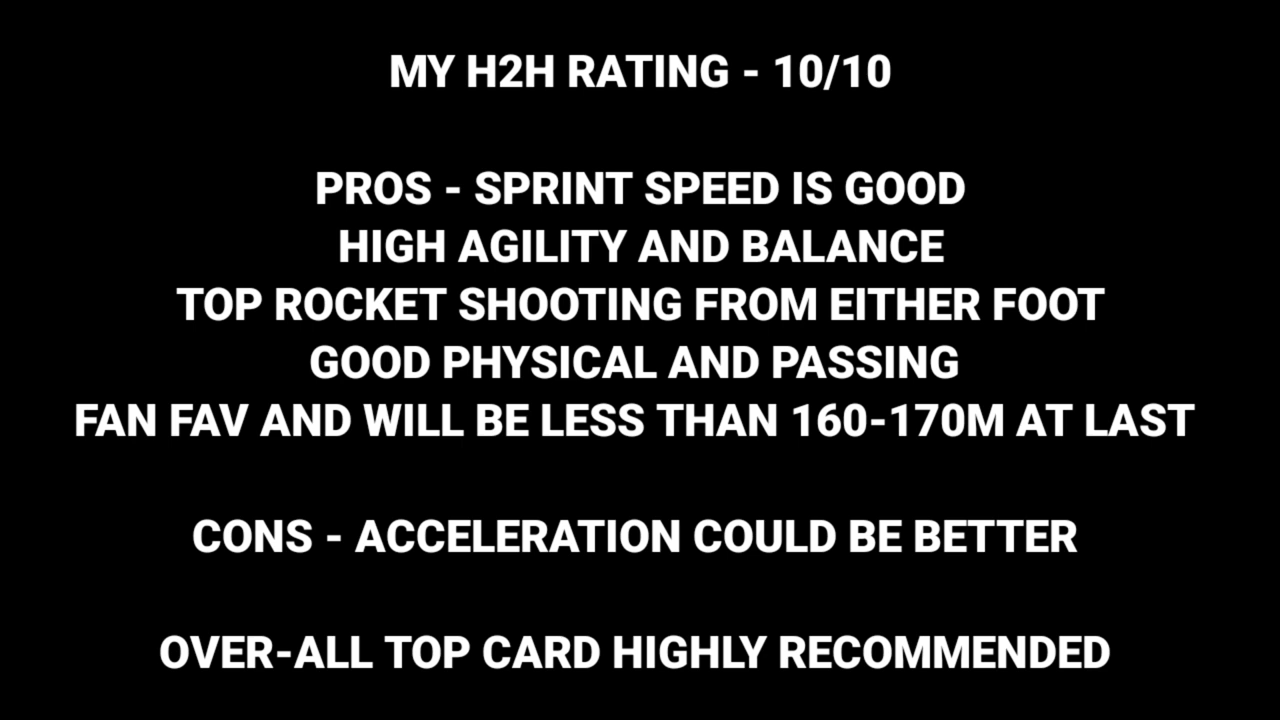 MY H2H RATING - 10/10
PROS - SPRINT SPEED IS GOOD
HIGH AGILITY AND BALANCE
TOP ROCKET SHOOTING FROM EITHER FOOT
GOOD PHYSICAL AND PASSING
FAN FAV AND WILL BE LESS THAN 160-170M AT LAST
CONS - ACCELERATION COULD BE BETTER
OVER-ALL TOP CARD HIGHLY RECOMMENDED